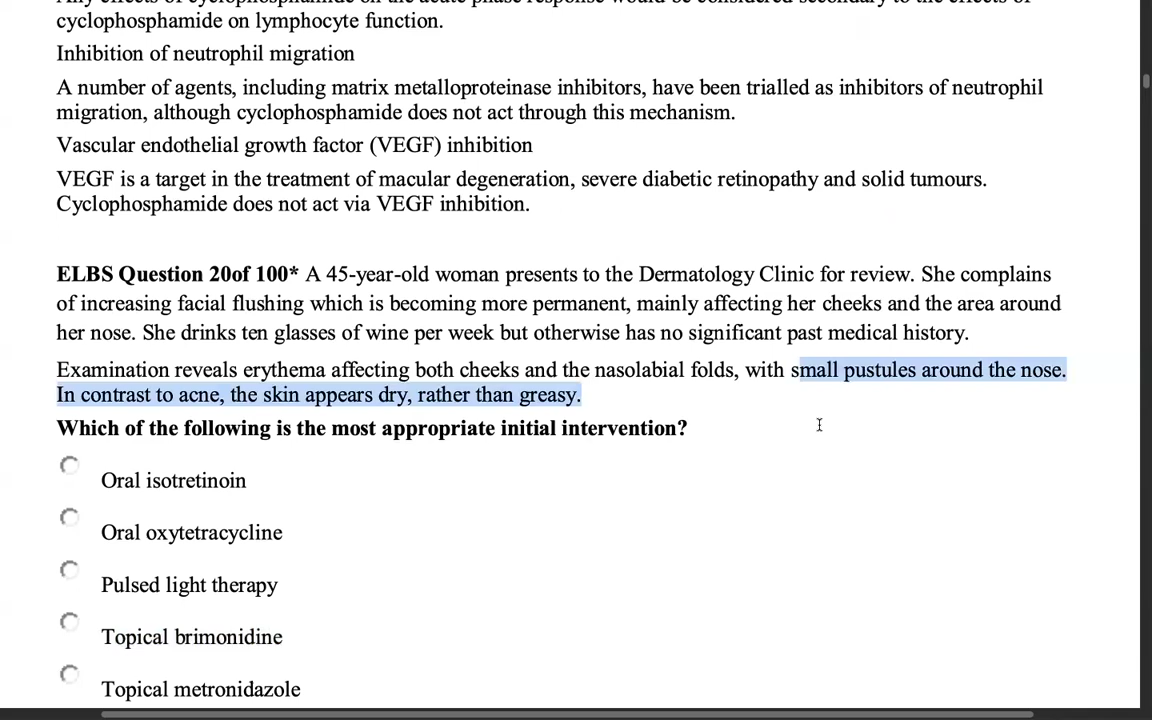 cyclophosphamide on lymphocyte function.
Inhibition of neutrophil migration
A number of agents, including matrix metalloproteinase inhibitors, have been trialled as inhibitors of neutrophil
migration, although cyclophosphamide does not act through this mechanism.
Vascular endothelial growth factor (VEGF) inhibition
VEGF is a target in the treatment of macular degeneration, severe diabetic retinopathy and solid tumours.
Cyclophosphamide does not act via VEGF inhibition.
ELBS Question 20of 100* A 45-year-old woman presents to the Dermatology Clinic for review. She complains
of increasing facial flushing which is becoming more permanent, mainly affecting her cheeks and the area around
her nose. She drinks ten glasses of wine per week but otherwise has no significant past medical history.
Examination reveals erythema affecting both cheeks and the nasolabial folds, with small pustules around the nose.
In contrast to acne, the skin appears dry, rather than greasy.
Which of the following is the most appropriate initial intervention?
Oral isotretinoin
Oral oxytetracycline
Pulsed light therapy
Topical brimonidine
Topical metronidazole